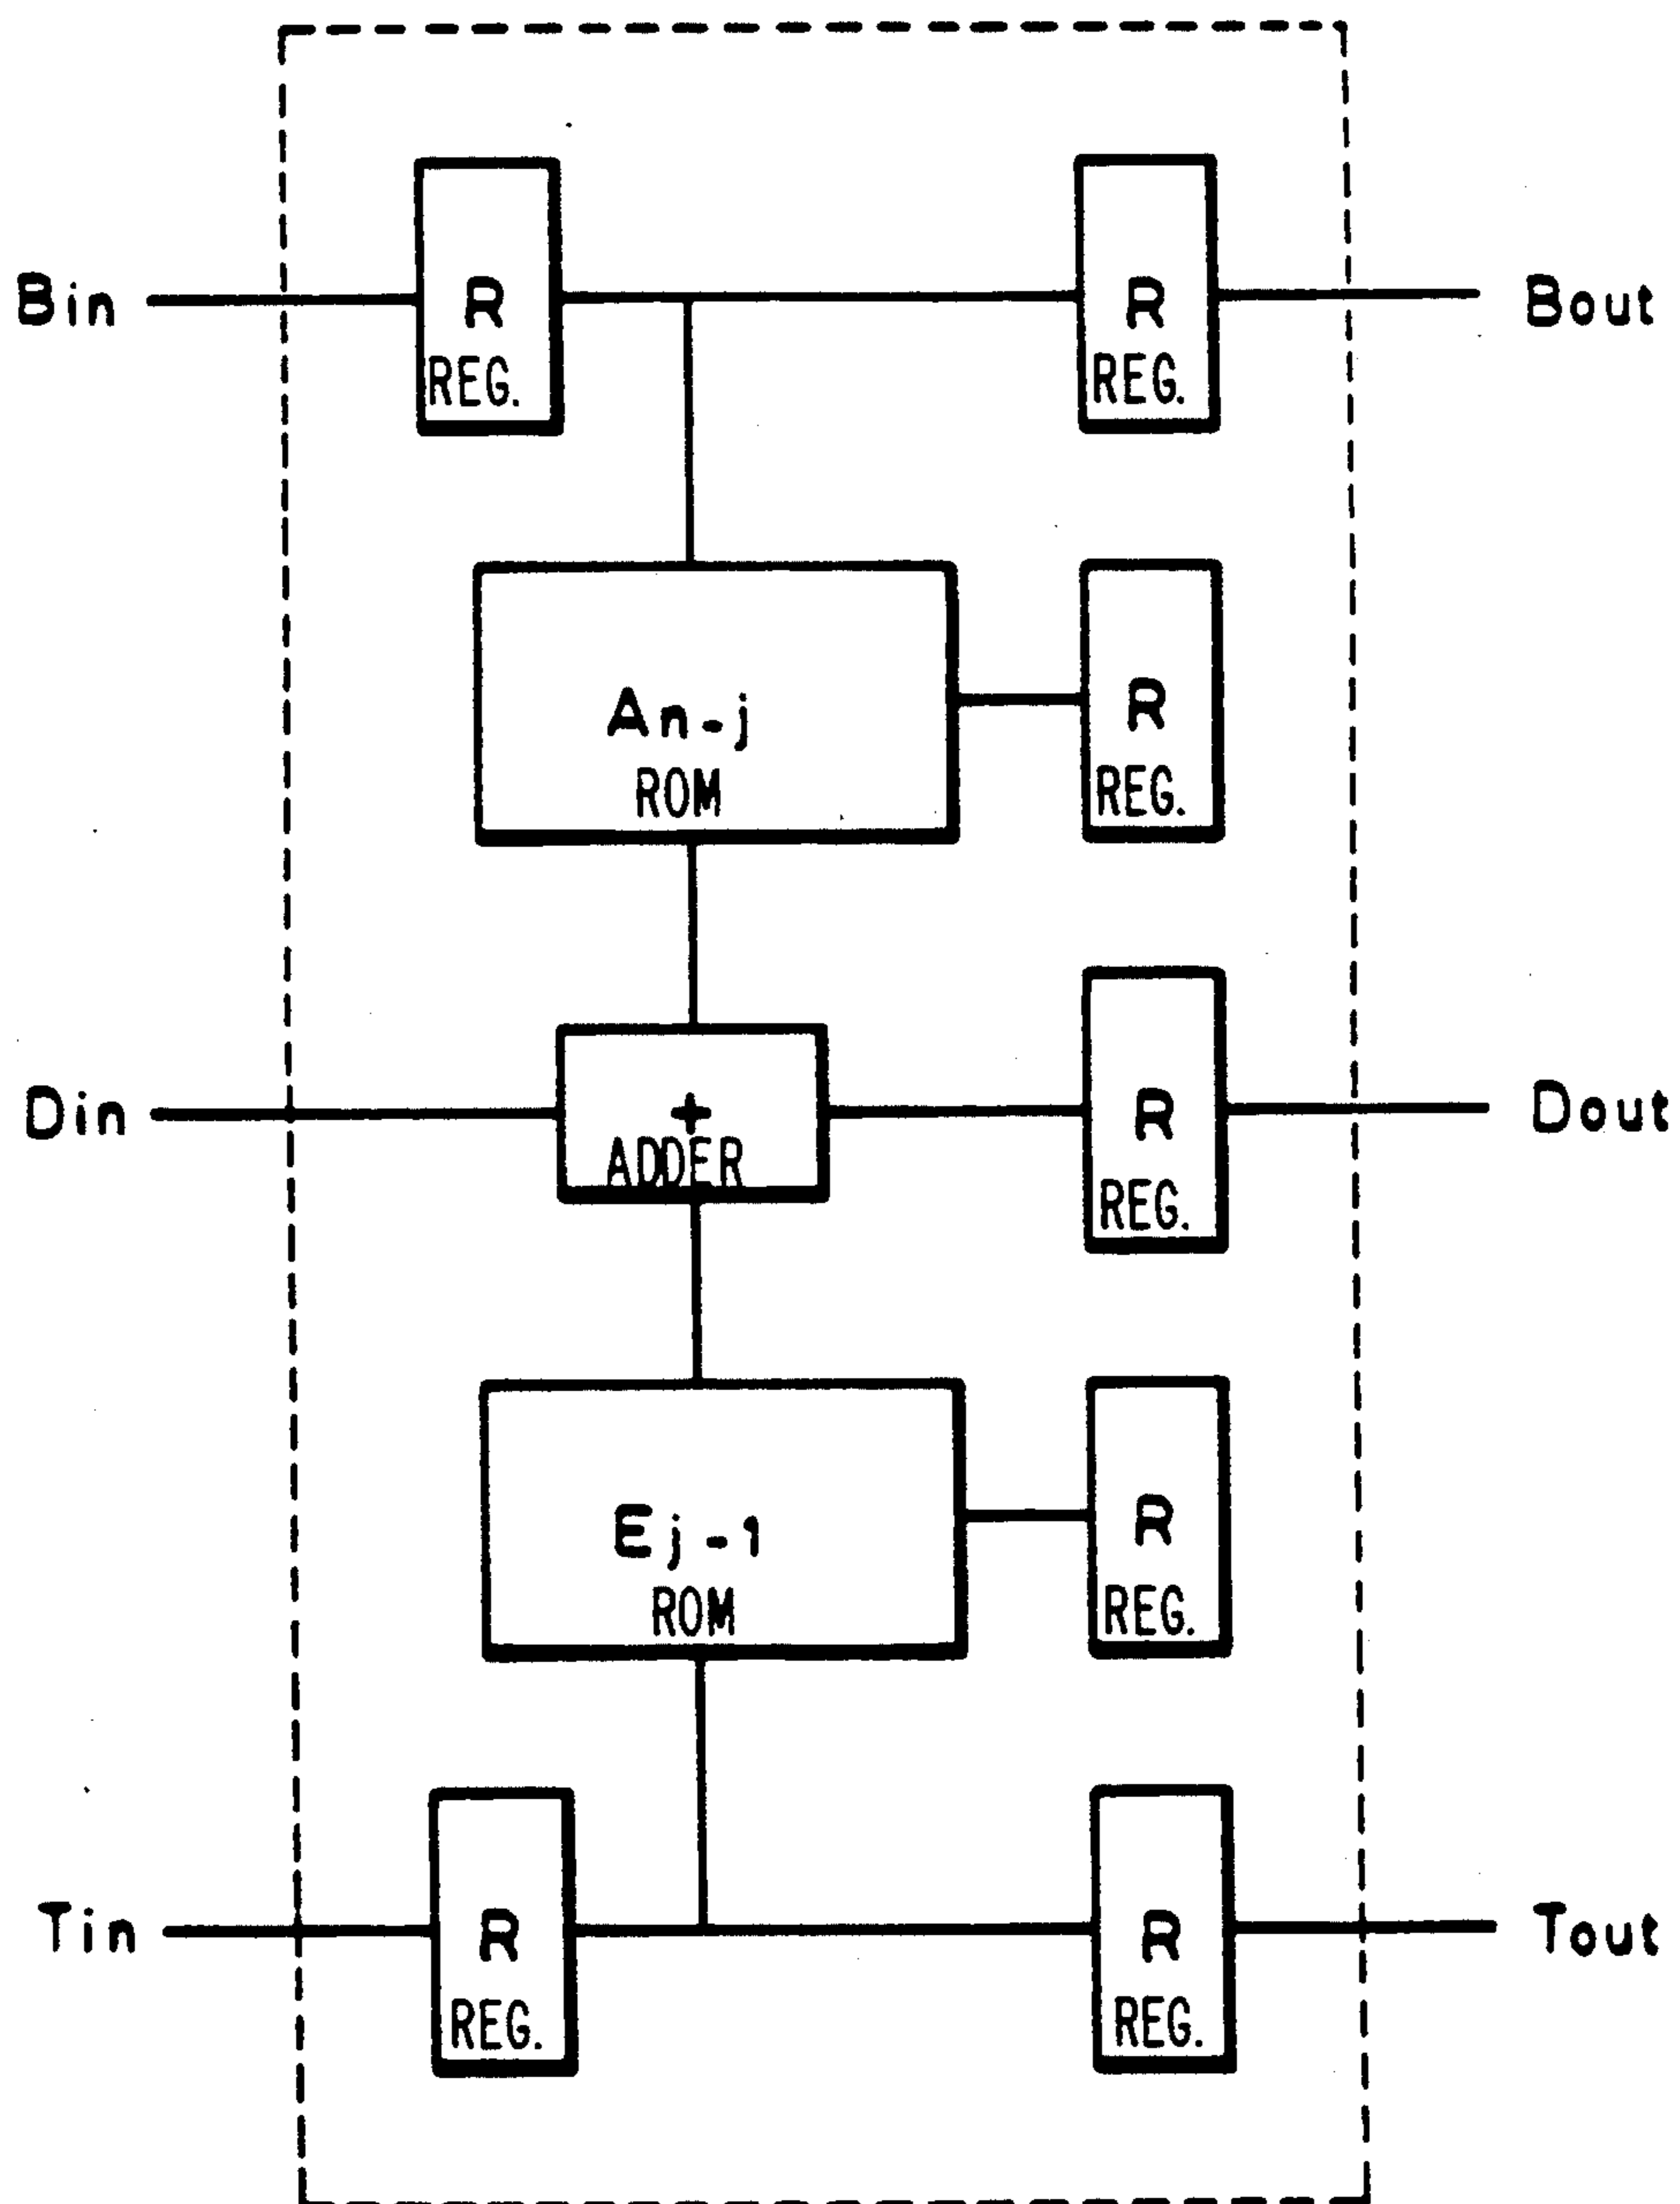 Bin
R
REG.
R
REG.
Bout
An-j
ROM
R
REG.
Din
+
ADDER
R
REG.
Dout
Ej-1
ROM
R
REG.
Tin
R
REG.
R
REG.
Tout